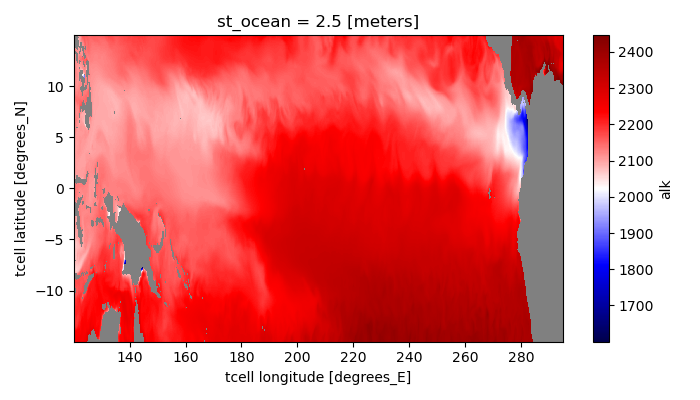 st_ocean = 2.5 [meters]
10
5
0
−5
−10
tcell latitude [degrees_N]
140 160 180 200 220 240 260 280
tcell longitude [degrees_E]
2400
2300
2200
2100
2000
1900
1800
1700
alk